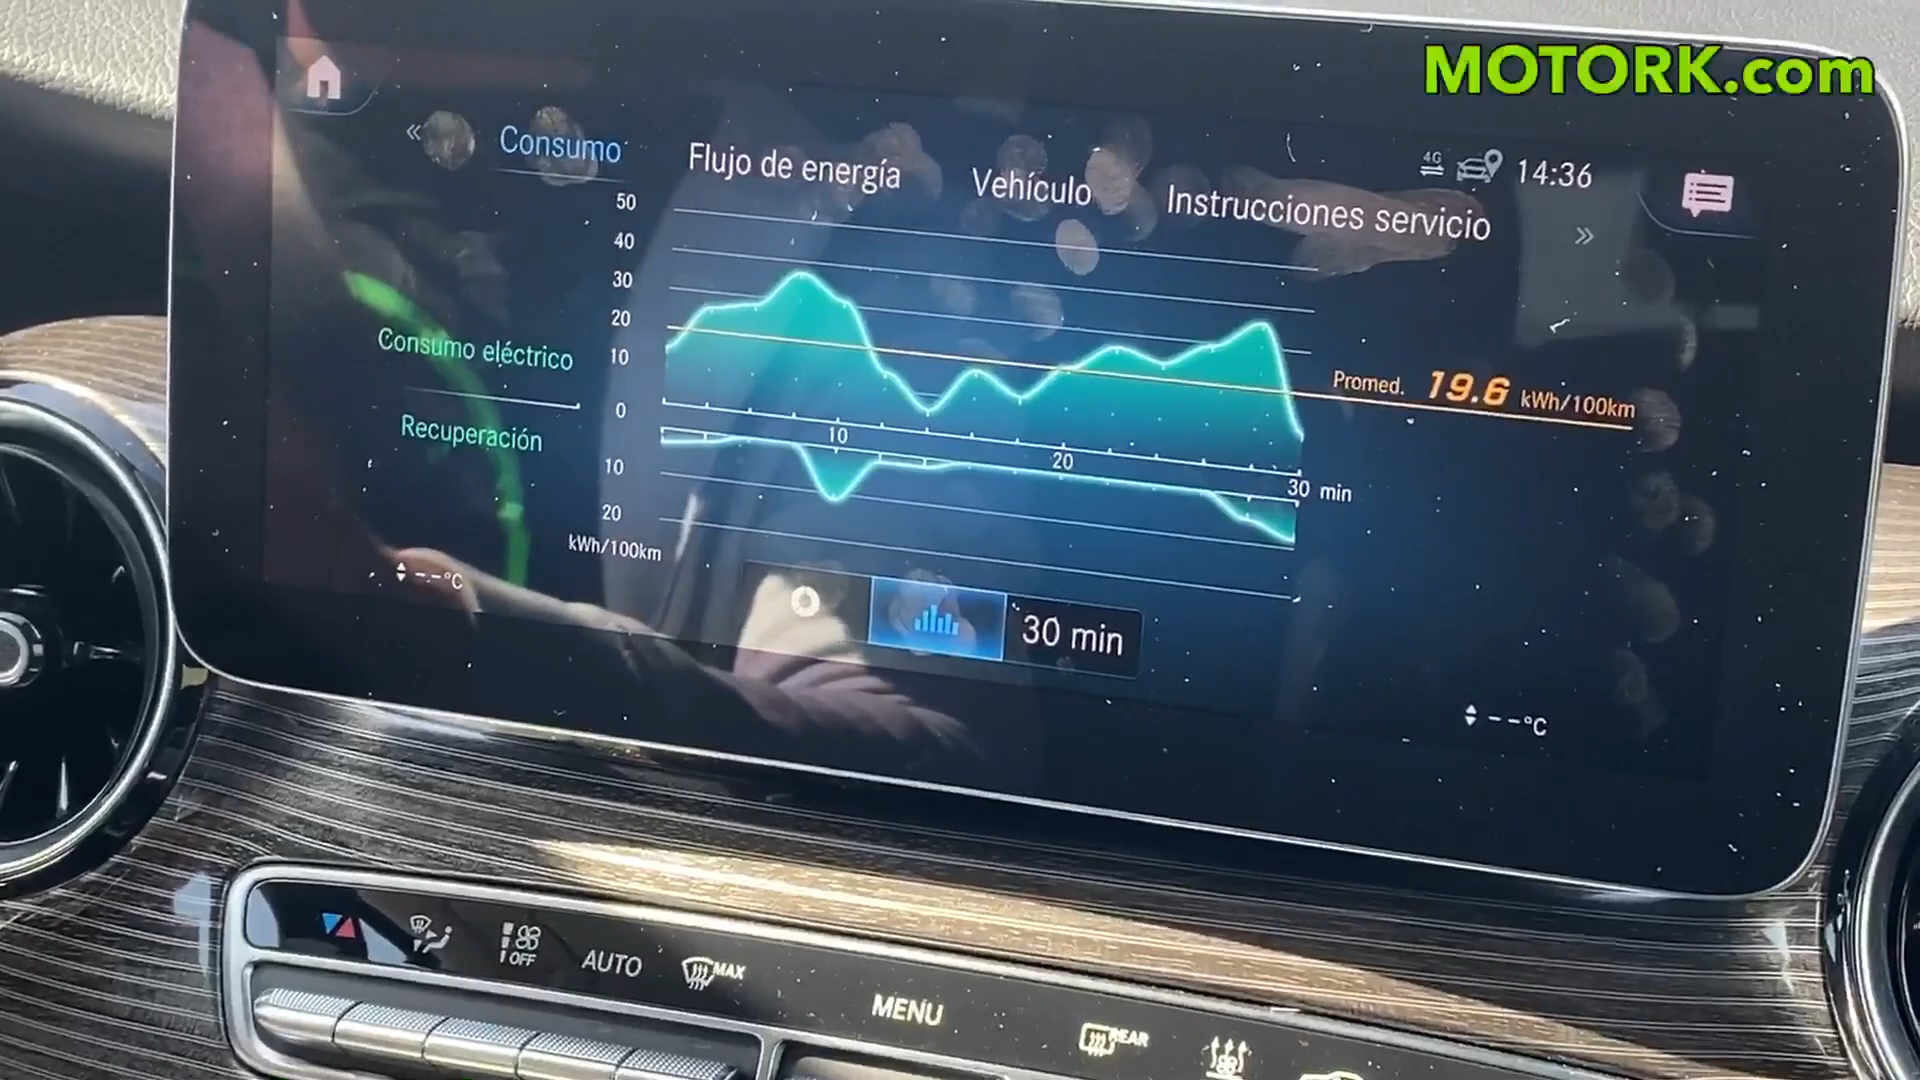 MOTORK.com
« Consumo Flujo de energía Vehículo Instrucciones servicio »
4G 14:36
50
40
30
20
10
0
Consumo eléctrico
Promed. 19.6 kWh/100km
Recuperación
10 20 30 min
10
20
kWh/100km
--°C
30 min
--°C
OFF AUTO MAX MENU REAR